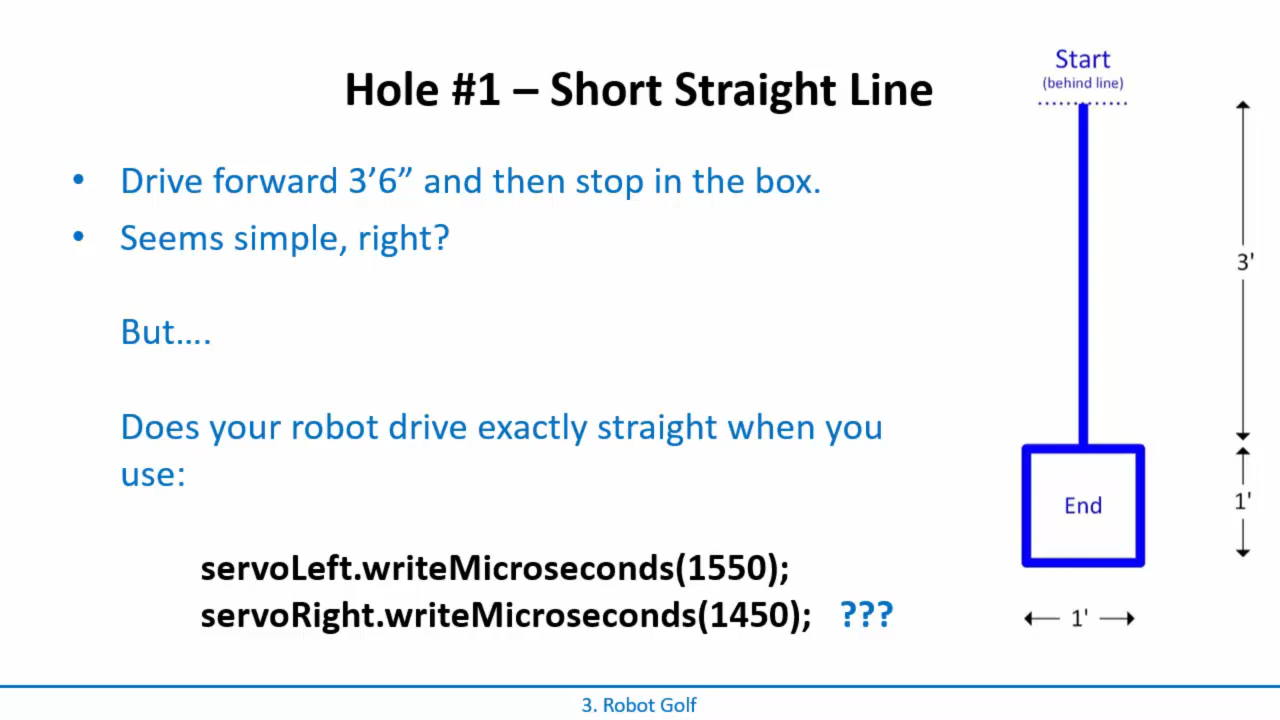 Hole #1 – Short Straight Line
Start
(behind line)
• Drive forward 3’6” and then stop in the box.
• Seems simple, right?
But….
Does your robot drive exactly straight when you
use:
servoLeft.writeMicroseconds(1550);
servoRight.writeMicroseconds(1450); ???
3'
End
1'
1'
3. Robot Golf